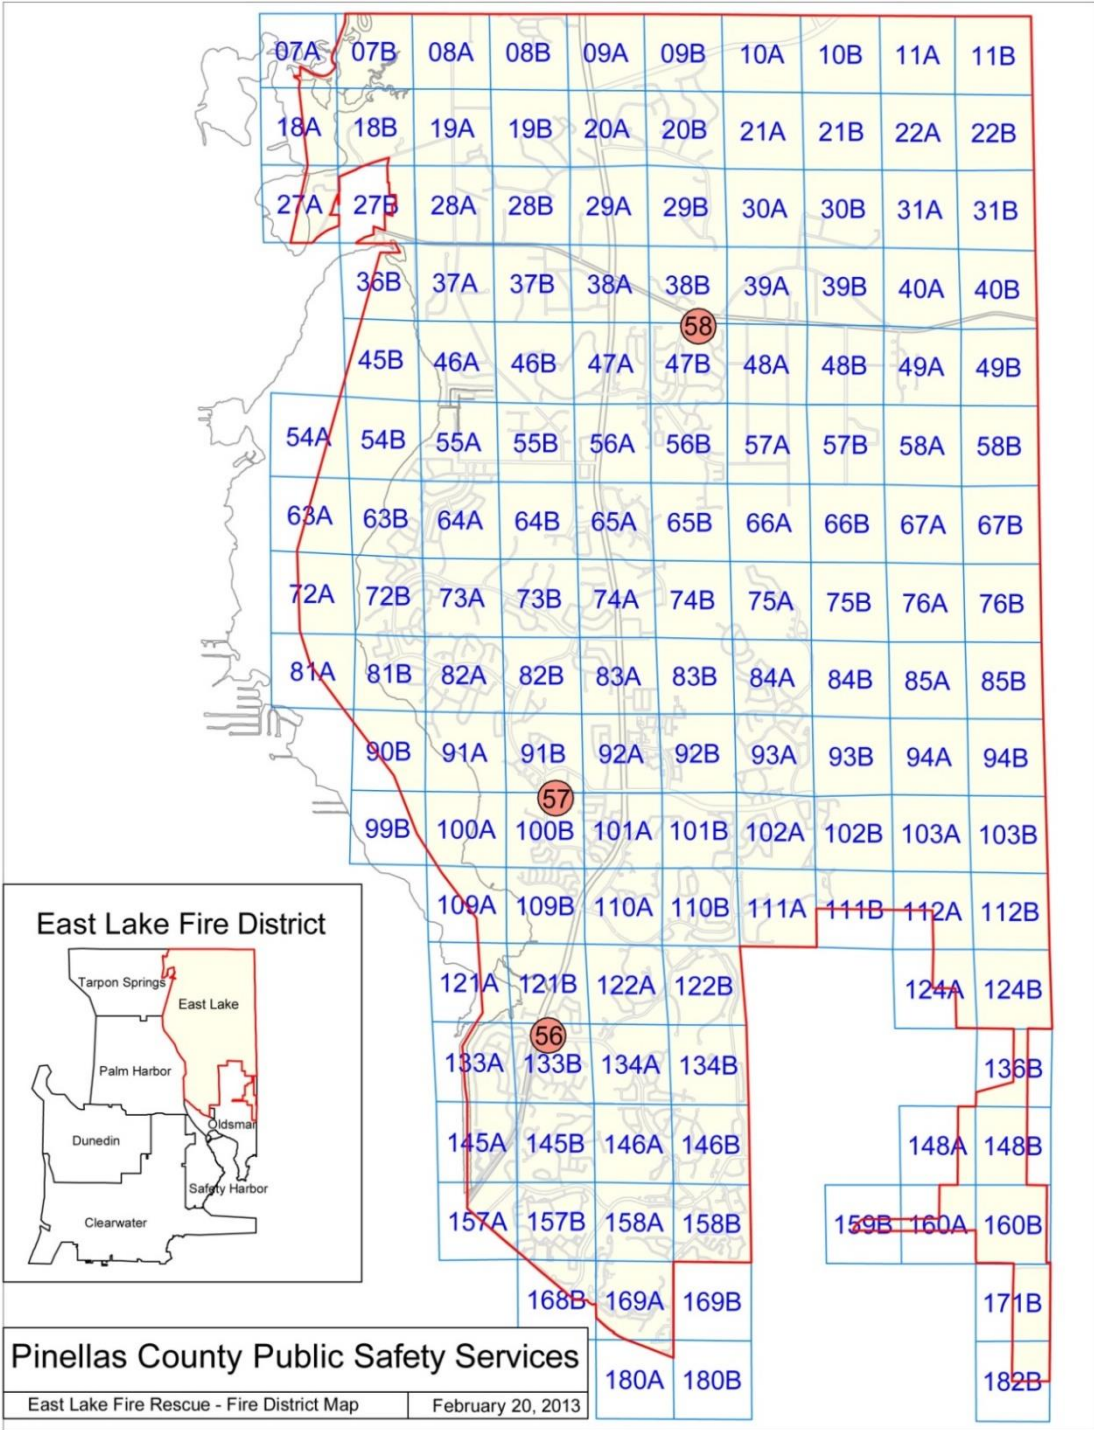 07A 07B 08A 08B 09A 09B 10A 10B 11A 11B
18A 18B 19A 19B 20A 20B 21A 21B 22A 22B
27A 27B 28A 28B 29A 29B 30A 30B 31A 31B
36B 37A 37B 38A 38B 39A 39B 40A 40B
58
45B 46A 46B 47A 47B 48A 48B 49A 49B
54A 54B 55A 55B 56A 56B 57A 57B 58A 58B
63A 63B 64A 64B 65A 65B 66A 66B 67A 67B
72A 72B 73A 73B 74A 74B 75A 75B 76A 76B
81A 81B 82A 82B 83A 83B 84A 84B 85A 85B
90B 91A 91B 92A 92B 93A 93B 94A 94B
57
99B 100A 100B 101A 101B 102A 102B 103A 103B
109A 109B 110A 110B 111A 111B 112A 112B
121A 121B 122A 122B 124A 124B
56
133A 133B 134A 134B 136B
145A 145B 146A 146B 148A 148B
157A 157B 158A 158B 159B 160A 160B
168B 169A 169B 171B
180A 180B 182B
East Lake Fire District
Tarpon Springs
East Lake
Palm Harbor
Oldsmar
Dunedin
Safety Harbor
Clearwater
Pinellas County Public Safety Services
East Lake Fire Rescue - Fire District Map
February 20, 2013